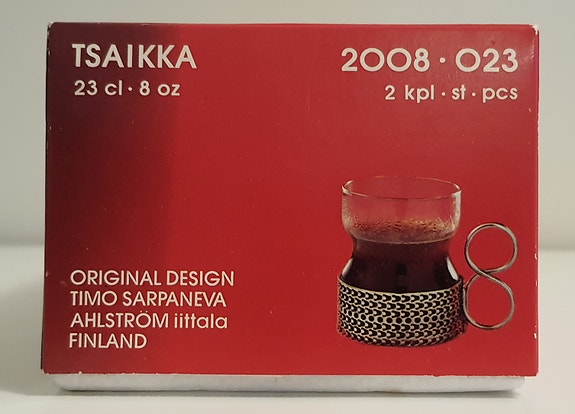 TSAIKKA
23 cl · 8 oz
2008 · 023
2 kpl · st · pcs
ORIGINAL DESIGN
TIMO SARPANEVA
AHLSTRÖM iittala
FINLAND